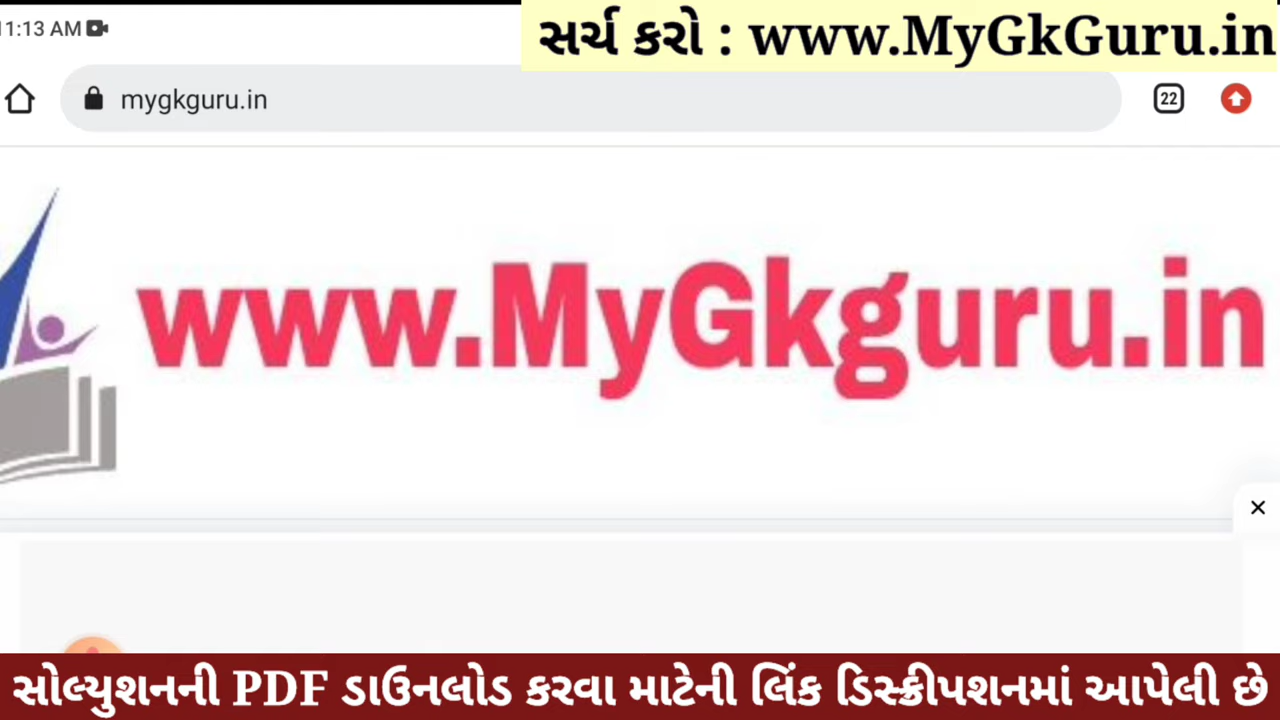 11:13 AM
સર્ચ કરો : www.MyGkGuru.in
mygkguru.in
22
www.MyGkguru.in
સોલ્યુશનની PDF ડાઉનલોડ કરવા માટેની લિંક ડિસ્ક્રીપશનમાં આપેલી છે